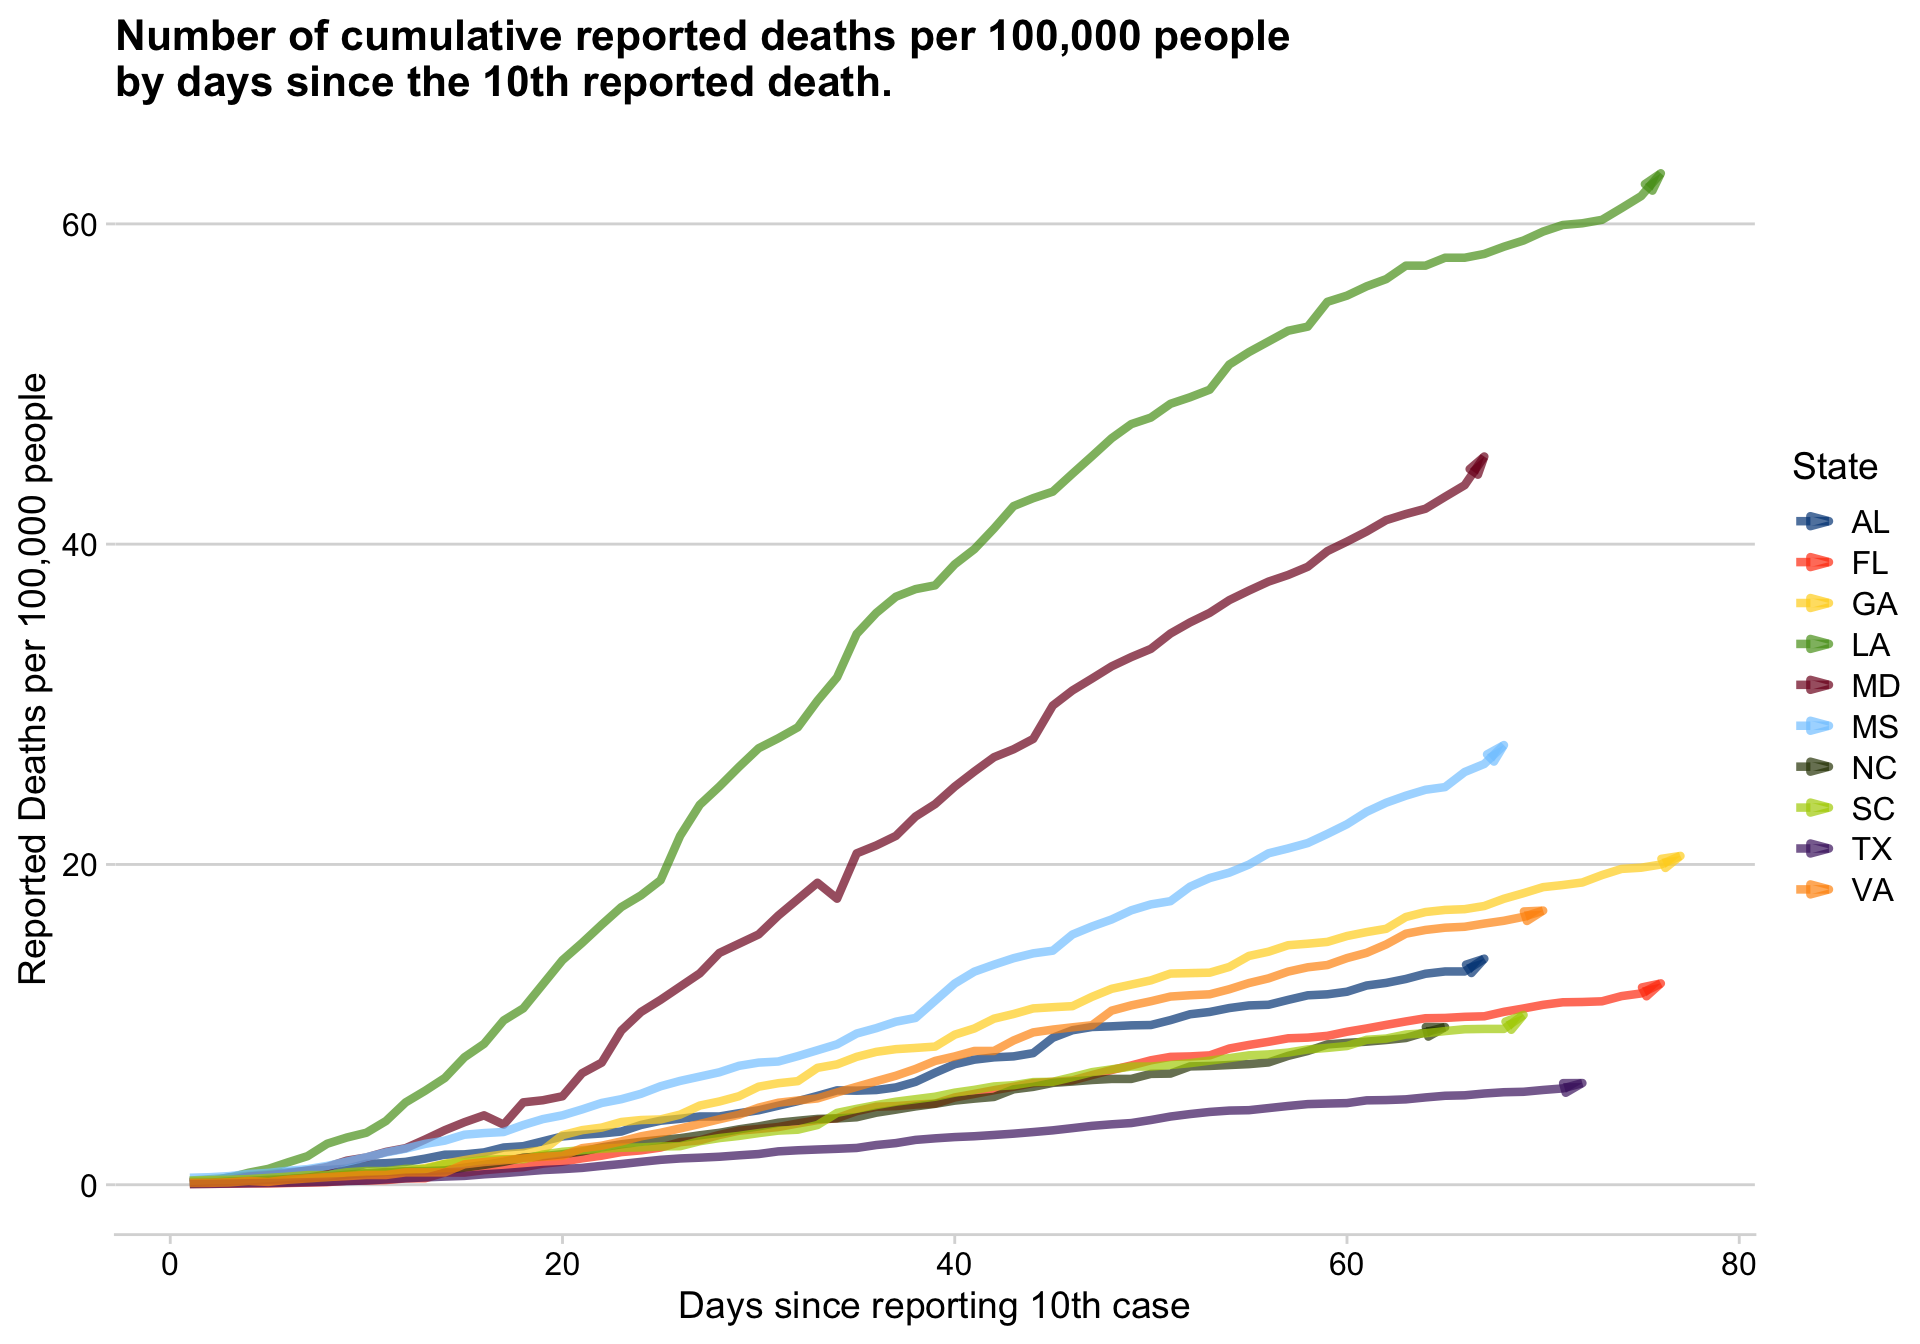 Number of cumulative reported deaths per 100,000 people
by days since the 10th reported death.
Reported Deaths per 100,000 people
60
40
20
0
0
20
40
60
80
Days since reporting 10th case
State
AL
FL
GA
LA
MD
MS
NC
SC
TX
VA